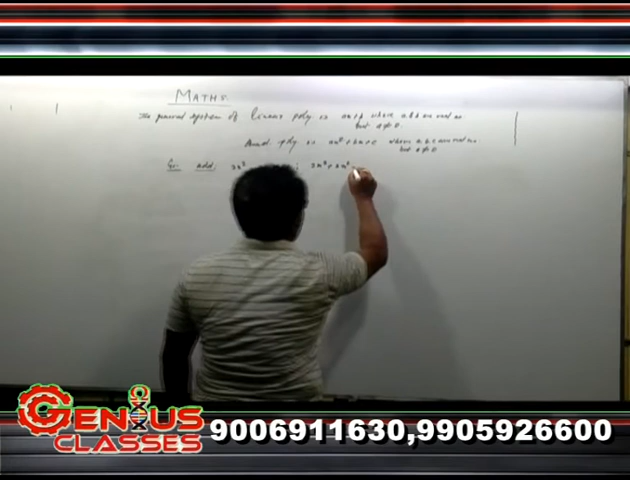 MATHS.
The general system of linear poly is ax+b where a,b are real no.
but a≠0.
poly is ax²+bx+c where a,b,c are real no.
but a≠0
Ex. add.
GENIUS
CLASSES
9006911630,9905926600